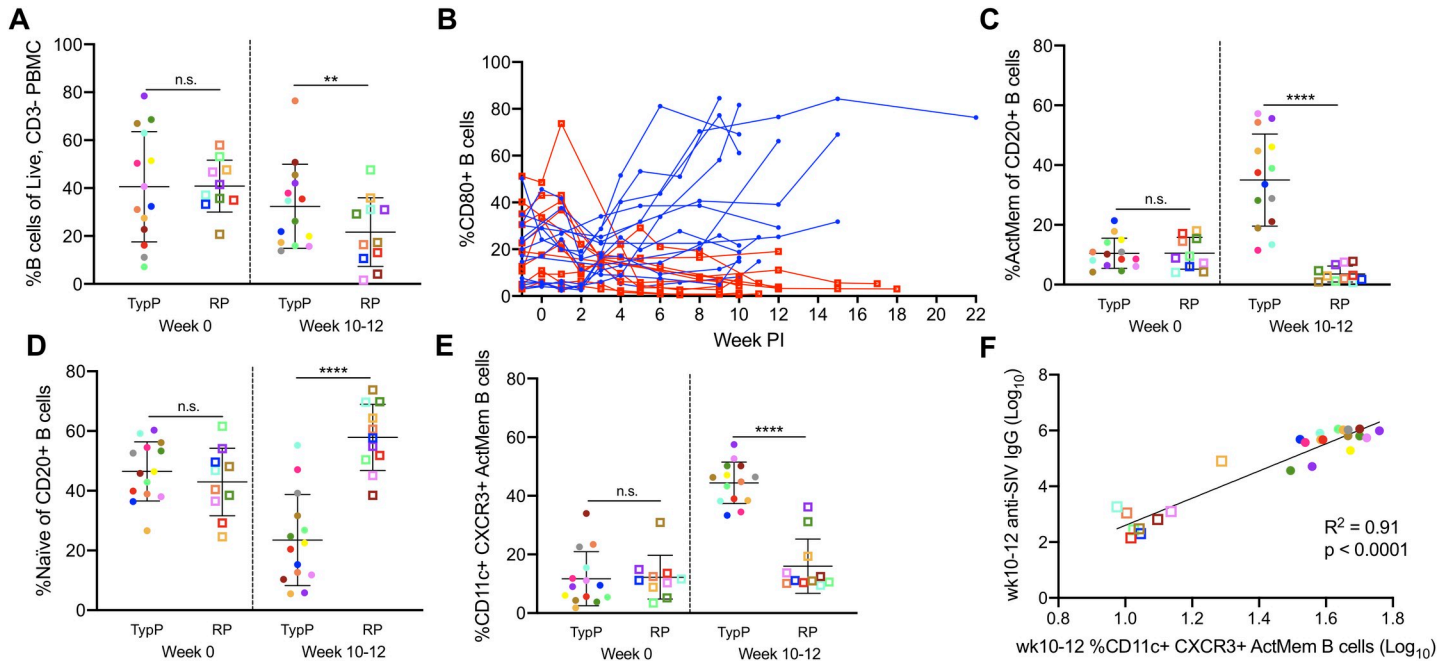 A
%B cells of Live, CD3- PBMC
100
80
60
40
20
0
n.s.
**
TypP RP TypP RP
Week 0 Week 10-12
B
%CD80+ B cells
100
80
60
40
20
0
0 2 4 6 8 10 12 14 16 18 20 22
Week PI
C
%ActMem of CD20+ B cells
80
60
40
20
0
n.s.
****
TypP RP TypP RP
Week 0 Week 10-12
D
%Naïve of CD20+ B cells
80
60
40
20
0
n.s.
****
TypP RP TypP RP
Week 0 Week 10-12
E
%CD11c+ CXCR3+ ActMem B cells
80
60
40
20
0
n.s.
****
TypP RP TypP RP
Week 0 Week 10-12
F
wk10-12 anti-SIV IgG (Log10)
8
6
4
2
0
R2 = 0.91
p < 0.0001
0.8 1.0 1.2 1.4 1.6 1.8
wk10-12 %CD11c+ CXCR3+ ActMem B cells (Log10)